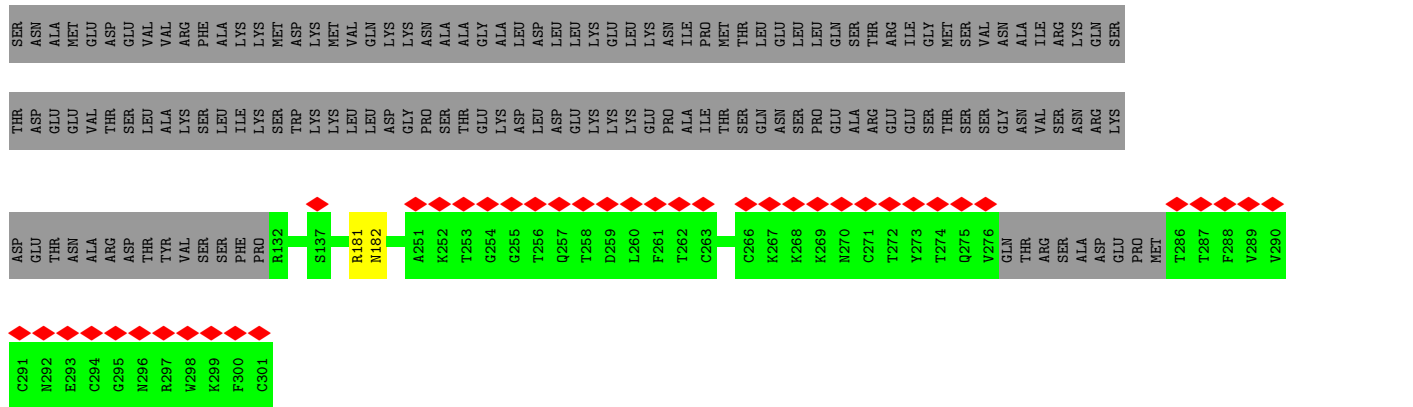 SER ASN ALA MET GLU ASP GLU VAL VAL ARG PHE ALA LYS LYS MET ASP LYS MET VAL GLN LYS LYS ASN ALA ALA GLY ALA LEU ASP LEU LEU LYS GLU LEU LYS ASN ILE PRO MET THR LEU GLU LEU LEU GLN SER THR ARG ILE GLY MET SER VAL ASN ALA ILE ARG LYS GLN SER
THR ASP GLU GLU VAL THR SER LEU ALA LYS SER LEU ILE LYS SER TRP LYS LYS LEU LEU ASP GLY PRO SER THR GLU LYS ASP LEU ASP GLU LYS LYS LYS GLU PRO ALA ILE THR SER GLN ASN SER PRO GLU ALA ARG GLU GLU SER THR SER SER GLY ASN VAL SER ASN ARG LYS
ASP GLU THR ASN ALA ARG ASP THR TYR VAL SER SER PHE PRO R132 S137 R181 N182 A251 K252 T253 G254 G255 T256 Q257 T258 D259 L260 F261 T262 C263 C266 K267 K268 K269 N270 C271 T272 Y273 T274 Q275 V276 GLN THR ARG SER ALA ASP GLU PRO MET T286 T287 F288 V289 V290
C291 N292 E293 C294 G295 N296 R297 W298 K299 F300 C301